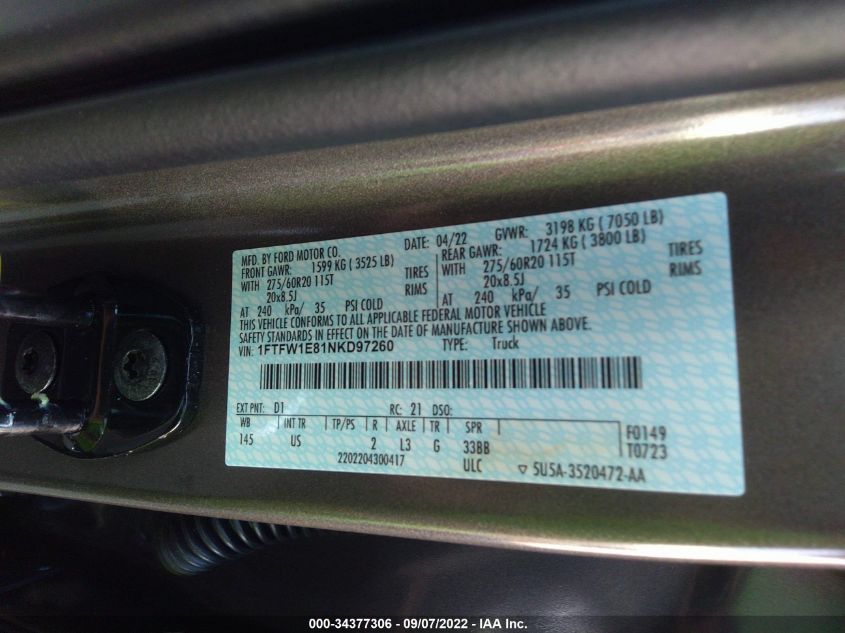 MFD. BY FORD MOTOR CO. DATE: 04/22 GVWR: 3198 KG ( 7050 LB)
FRONT GAWR: 1599 KG ( 3525 LB) REAR GAWR: 1724 KG ( 3800 LB)
WITH 275/60R20 115T TIRES WITH 275/60R20 115T TIRES
20x8.5J RIMS 20x8.5J RIMS
AT 240 kPa/ 35 PSI COLD AT 240 kPa/ 35 PSI COLD
THIS VEHICLE CONFORMS TO ALL APPLICABLE FEDERAL MOTOR VEHICLE
SAFETY STANDARDS IN EFFECT ON THE DATE OF MANUFACTURE SHOWN ABOVE.
VIN: 1FTFW1E81NKD97260 TYPE: Truck
EXT PNT: D1 RC: 21 DSO:
WB INT TR TP/PS R AXLE TR SPR F0149
145 US 2 L3 G 33BB T0723
2202204300417 ULC ▽ 5U5A-3520472-AA
000-34377306 - 09/07/2022 - IAA Inc.